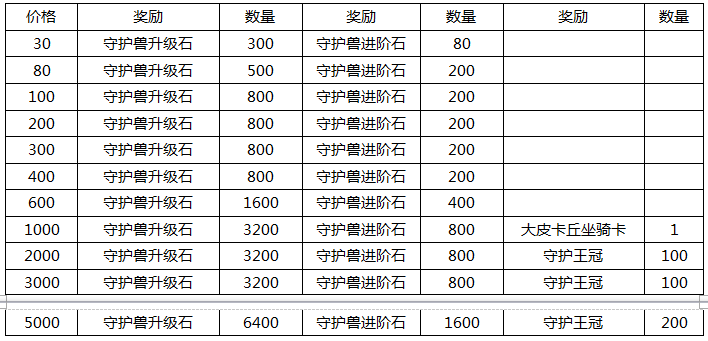 价格 奖励 数量 奖励 数量 奖励 数量
30 守护兽升级石 300 守护兽进阶石 80
80 守护兽升级石 500 守护兽进阶石 200
100 守护兽升级石 800 守护兽进阶石 200
200 守护兽升级石 800 守护兽进阶石 200
300 守护兽升级石 800 守护兽进阶石 200
400 守护兽升级石 800 守护兽进阶石 200
600 守护兽升级石 1600 守护兽进阶石 400
1000 守护兽升级石 3200 守护兽进阶石 800 大皮卡丘坐骑卡 1
2000 守护兽升级石 3200 守护兽进阶石 800 守护王冠 100
3000 守护兽升级石 3200 守护兽进阶石 800 守护王冠 100
5000 守护兽升级石 6400 守护兽进阶石 1600 守护王冠 200